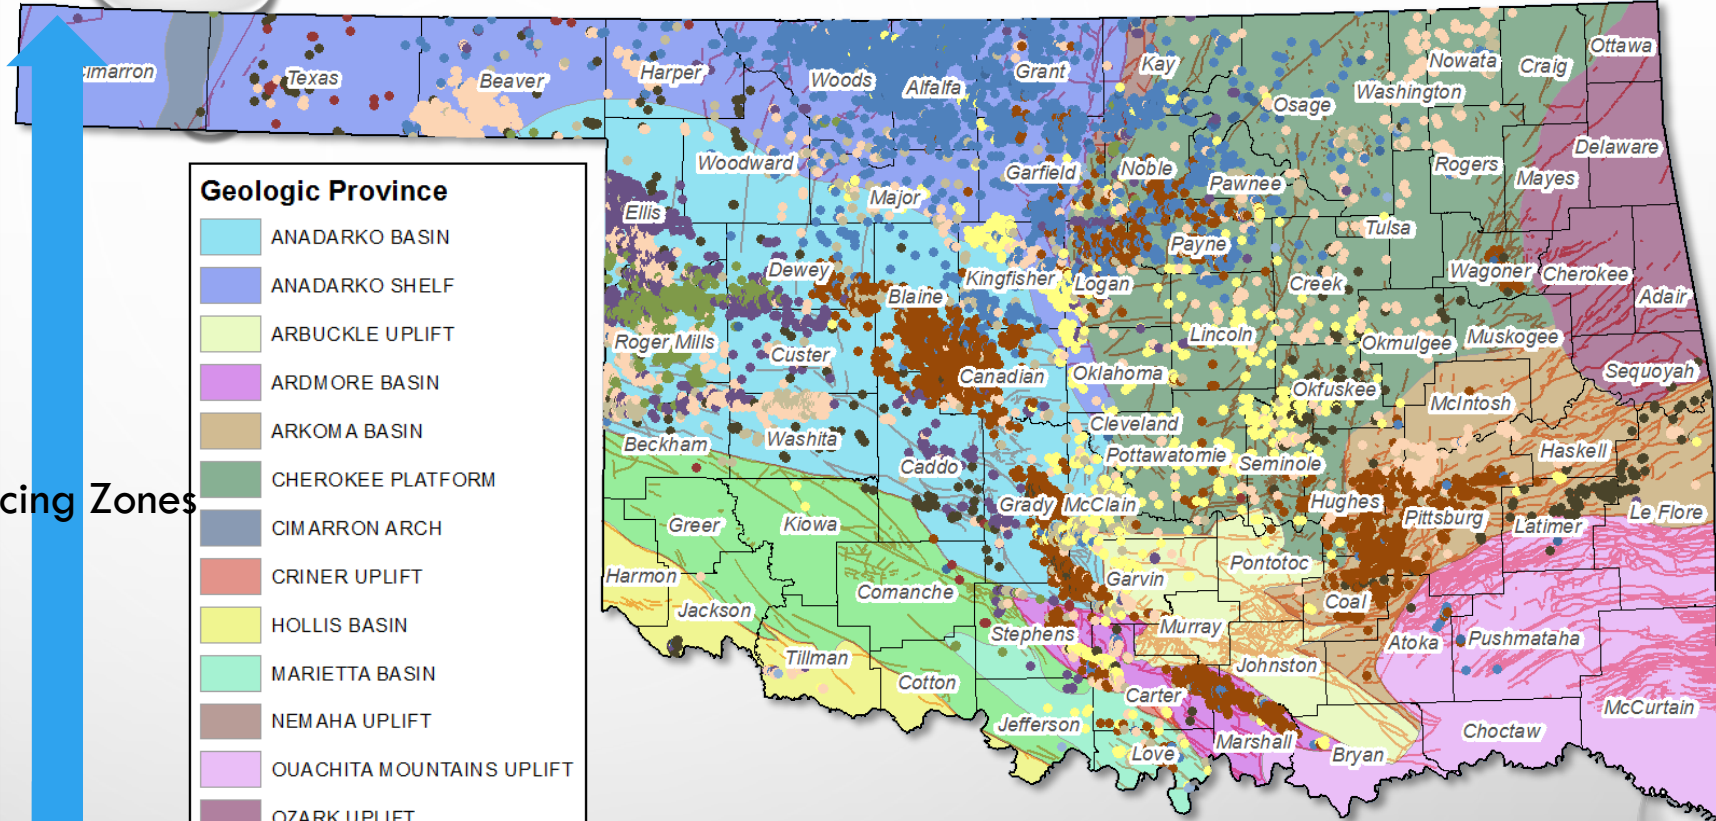 Cimarron
Texas
Beaver
Harper
Woods
Alfalfa
Grant
Kay
Osage
Washington
Nowata
Craig
Ottawa
Woodward
Major
Garfield
Noble
Pawnee
Rogers
Mayes
Delaware
Ellis
Dewey
Blaine
Kingfisher
Logan
Payne
Creek
Tulsa
Wagoner
Cherokee
Adair
Roger Mills
Custer
Canadian
Oklahoma
Lincoln
Okfuskee
Okmulgee
Muskogee
McIntosh
Sequoyah
Beckham
Washita
Caddo
Cleveland
Pottawatomie
Seminole
Haskell
Greer
Kiowa
Grady
McClain
Hughes
Pittsburg
Latimer
Le Flore
Harmon
Jackson
Comanche
Garvin
Pontotoc
Coal
Tillman
Stephens
Murray
Johnston
Atoka
Pushmataha
Cotton
Carter
Jefferson
Love
Marshall
Bryan
Choctaw
McCurtain
cing Zones
Geologic Province
ANADARKO BASIN
ANADARKO SHELF
ARBUCKLE UPLIFT
ARDMORE BASIN
ARKOMA BASIN
CHEROKEE PLATFORM
CIMARRON ARCH
CRINER UPLIFT
HOLLIS BASIN
MARIETTA BASIN
NEMAHA UPLIFT
OUACHITA MOUNTAINS UPLIFT
OZARK UPLIFT